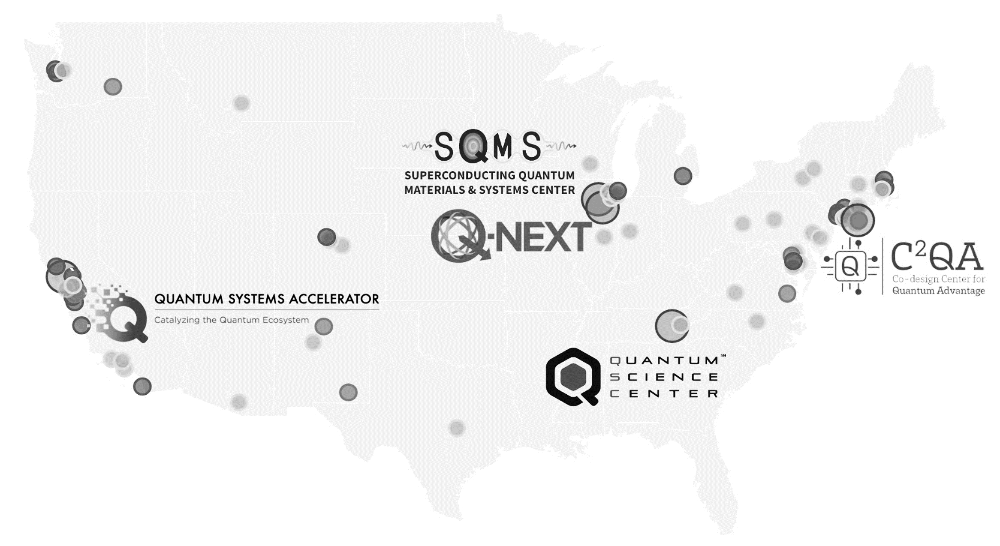 SQMS
SUPERCONDUCTING QUANTUM
MATERIALS & SYSTEMS CENTER
Q-NEXT
QUANTUM SYSTEMS ACCELERATOR
Catalyzing the Quantum Ecosystem
Q
C²QA
Co-design Center for
Quantum Advantage
QUANTUM℠
SCIENCE
CENTER